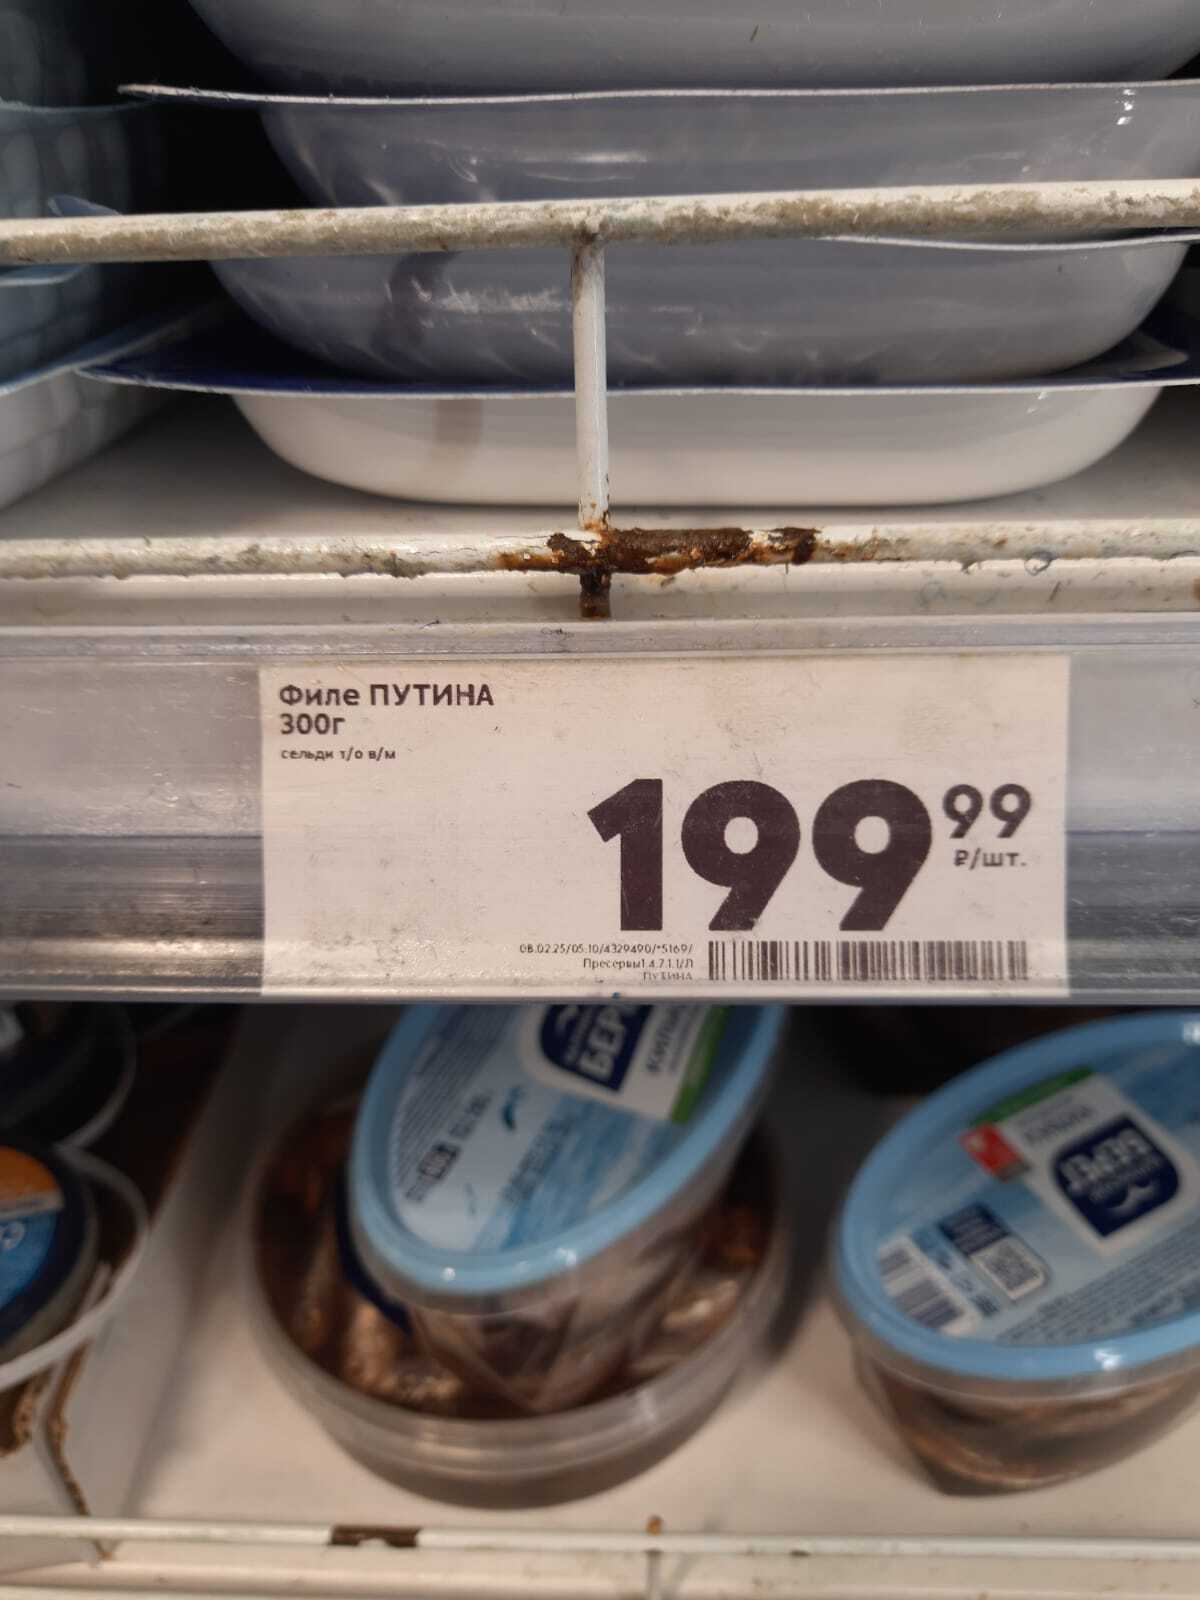 Филе ПУТИНА
300г
сельди т/о в/м
199 99
₽/шт.
08.02.25/05:10/4329490/*5169/
Пресервы1.4.7.1.1/Л
ПУТИНА
БЕР